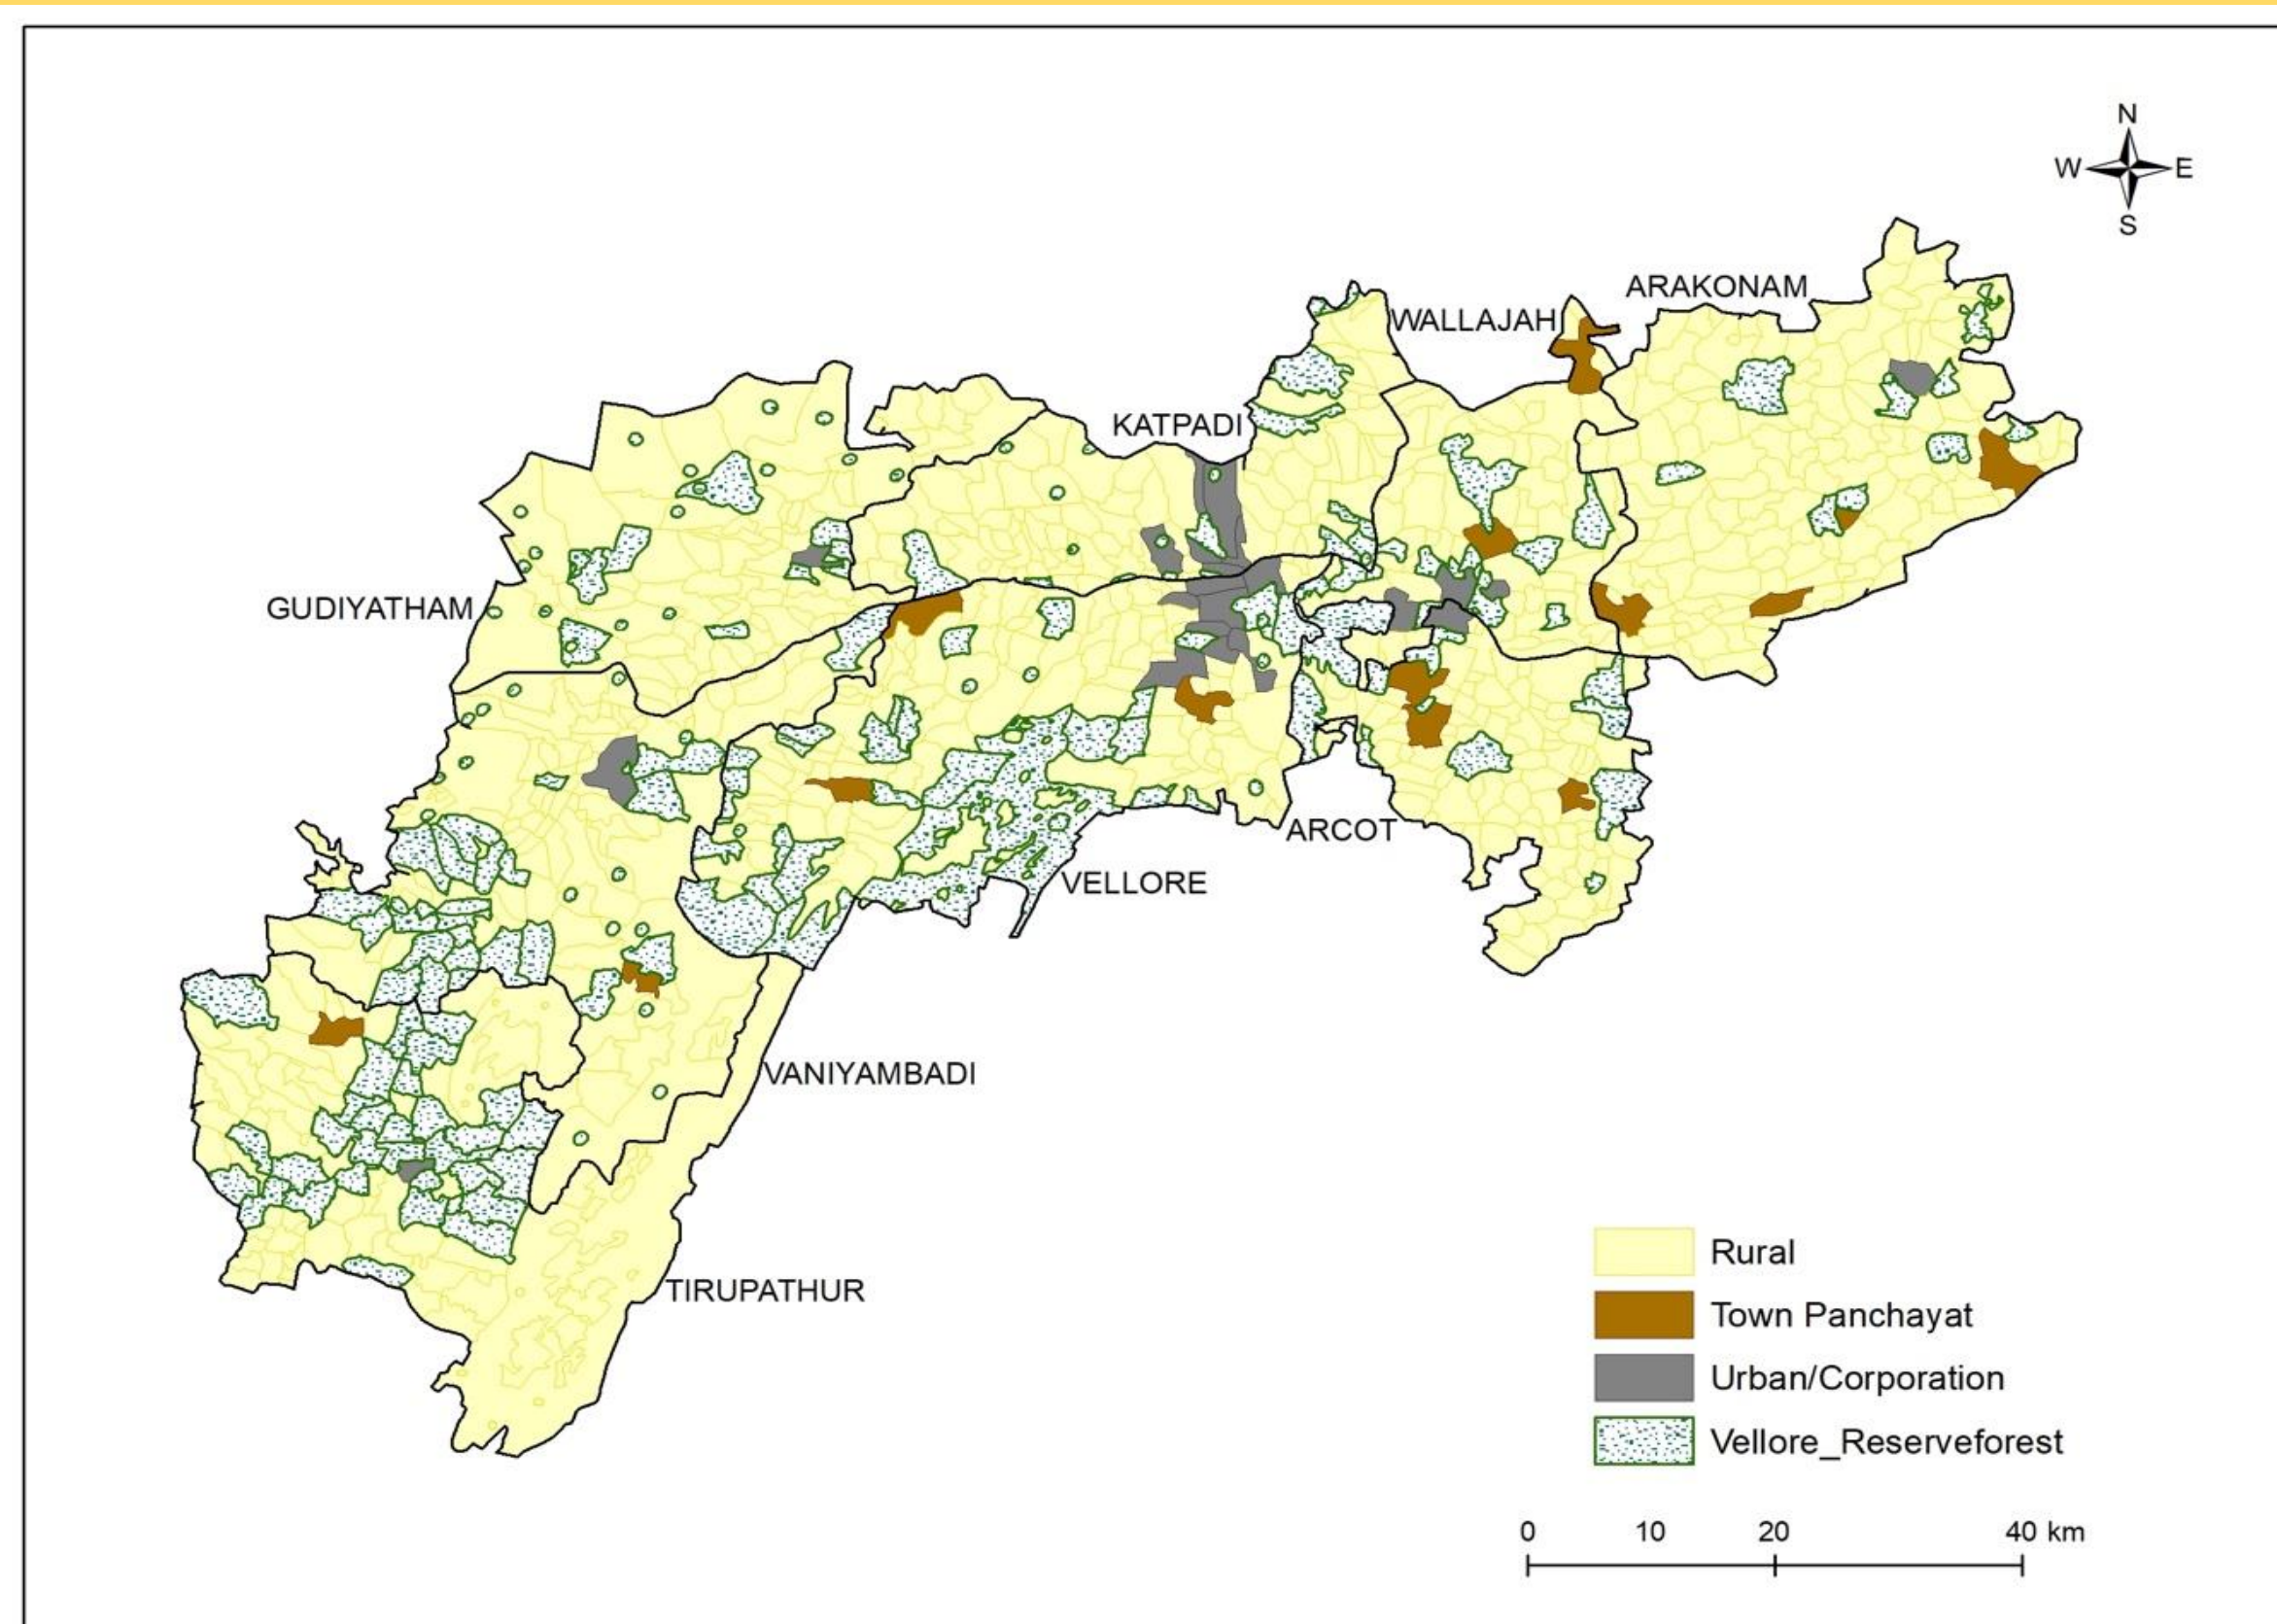 N
W E
S
ARAKONAM
WALLAJAH
KATPADI
GUDIYATHAM
ARCOT
VELLORE
VANIYAMBADI
TIRUPATHUR
Rural
Town Panchayat
Urban/Corporation
Vellore_Reserveforest
0 10 20 40 km